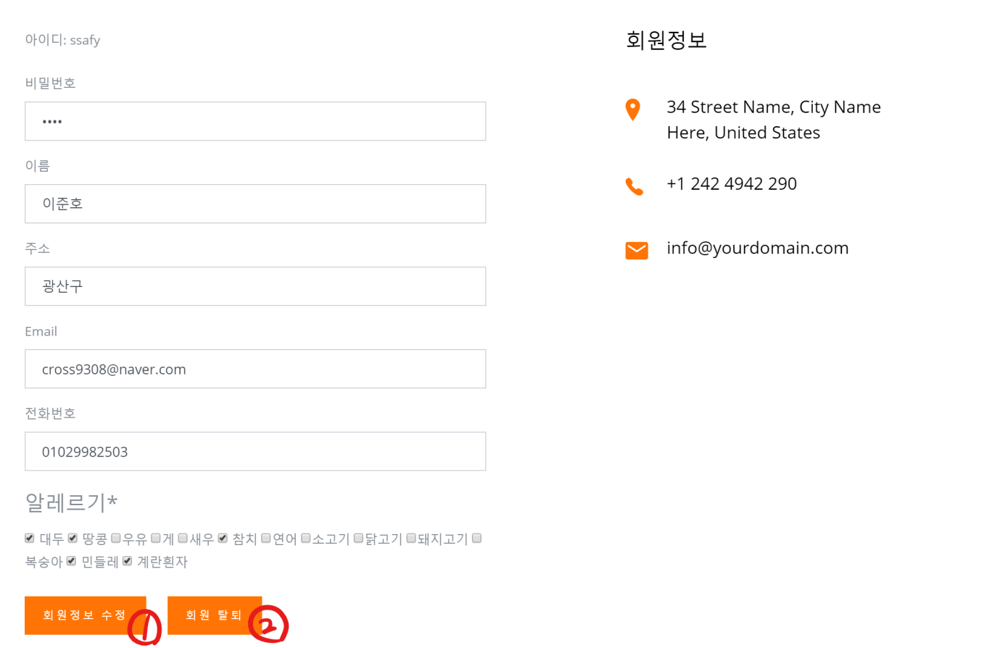 아이디: ssafy
비밀번호
••••
이름
이준호
주소
광산구
Email
cross9308@naver.com
전화번호
01029982503
알레르기*
대두 땅콩 우유 게 새우 참치 연어 소고기 닭고기 돼지고기
복숭아 민들레 계란흰자
회원정보 수정 1 회원 탈퇴 2
회원정보
34 Street Name, City Name
Here, United States
+1 242 4942 290
info@yourdomain.com